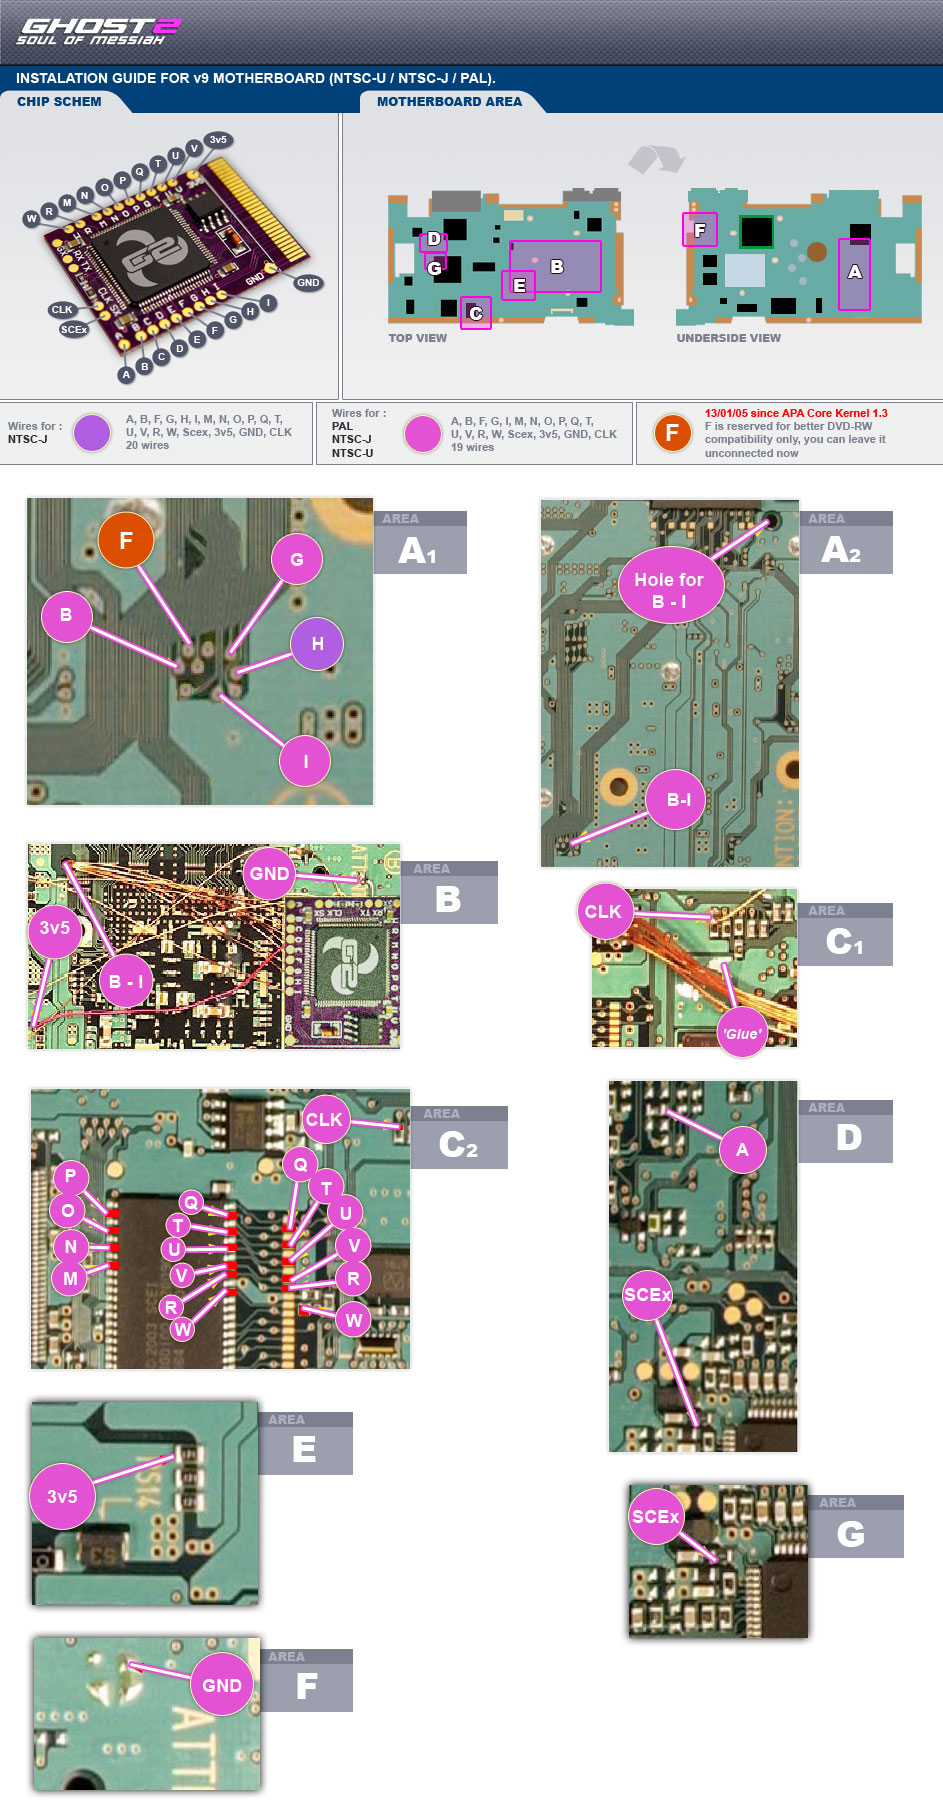 GHOST 2
SOUL OF MESSIAH
INSTALATION GUIDE FOR v9 MOTHERBOARD (NTSC-U / NTSC-J / PAL).
CHIP SCHEM
MOTHERBOARD AREA
W
R
M
N
O
P
Q
T
U
V
3v5
GND
CLK
SCEx
A
B
C
D
E
F
G
H
I
D
G
B
E
C
TOP VIEW
F
A
UNDERSIDE VIEW
Wires for :
NTSC-J
A, B, F, G, H, I, M, N, O, P, Q, T,
U, V, R, W, Scex, 3v5, GND, CLK
20 wires
Wires for :
PAL
NTSC-J
NTSC-U
A, B, F, G, I, M, N, O, P, Q, T,
U, V, R, W, Scex, 3v5, GND, CLK
19 wires
F
13/01/05 since APA Core Kernel 1.3
F is reserved for better DVD-RW
compatibility only, you can leave it
unconnected now
AREA
A1
F
G
B
H
I
AREA
A2
Hole for
B - I
B-I
NTION:
AREA
B
GND
3v5
B - I
AREA
C1
CLK
'Glue'
AREA
C2
CLK
P
O
N
M
Q
T
U
V
R
W
Q
T
U
V
R
W
AREA
D
A
SCEx
AREA
E
3v5
AREA
G
SCEx
AREA
F
GND
ATTE